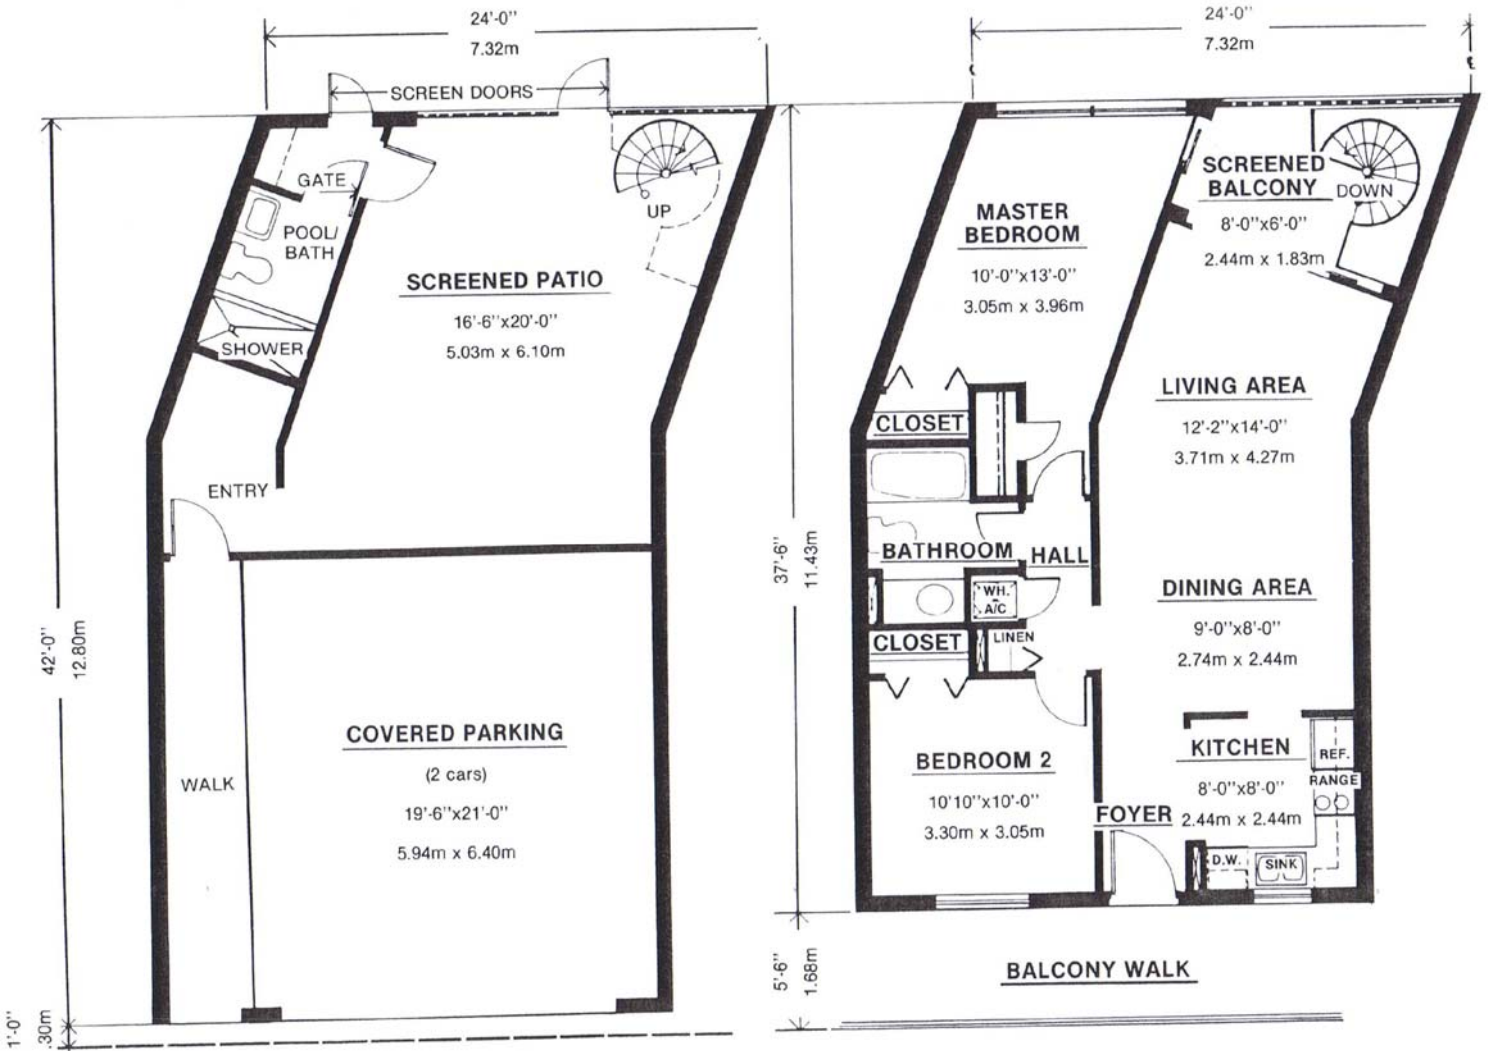 24'-0"
7.32m
SCREEN DOORS
GATE
POOL/
BATH
UP
SCREENED PATIO
16'-6"x20'-0"
5.03m x 6.10m
SHOWER
ENTRY
42'-0"
12.80m
COVERED PARKING
(2 cars)
19'-6"x21'-0"
5.94m x 6.40m
WALK
1'-0"
.30m
24'-0"
7.32m
SCREENED
BALCONY
8'-0"x6'-0"
2.44m x 1.83m
DOWN
MASTER
BEDROOM
10'-0"x13'-0"
3.05m x 3.96m
CLOSET
LIVING AREA
12'-2"x14'-0"
3.71m x 4.27m
37'-6"
11.43m
BATHROOM
HALL
WH.
A/C
DINING AREA
9'-0"x8'-0"
2.74m x 2.44m
CLOSET
LINEN
BEDROOM 2
10'10"x10'-0"
3.30m x 3.05m
KITCHEN
8'-0"x8'-0"
2.44m x 2.44m
REF.
RANGE
FOYER
D.W.
SINK
5'-6"
1.68m
BALCONY WALK